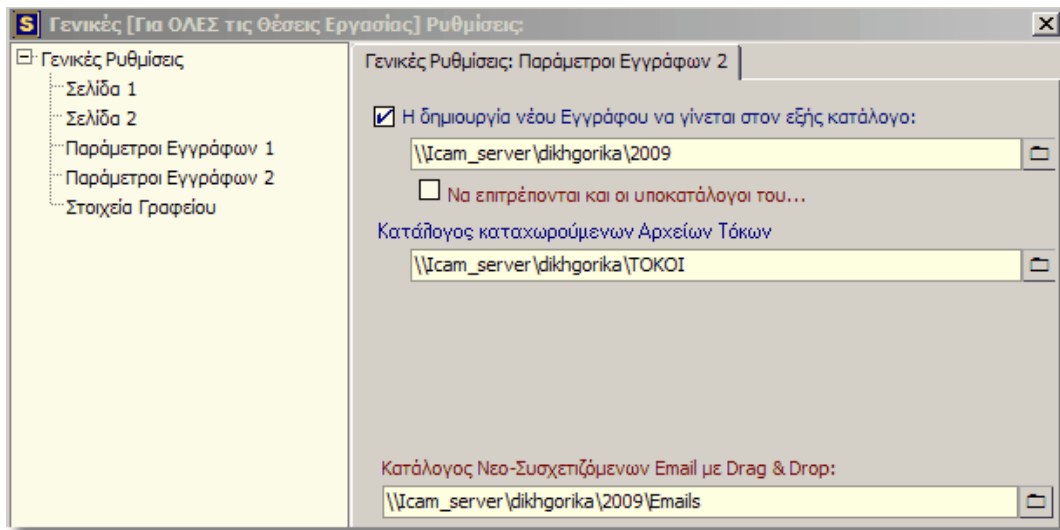 S Γενικές [Για ΟΛΕΣ τις Θέσεις Εργασίας] Ρυθμίσεις:
Γενικές Ρυθμίσεις
Σελίδα 1
Σελίδα 2
Παράμετροι Εγγράφων 1
Παράμετροι Εγγράφων 2
Στοιχεία Γραφείου
Γενικές Ρυθμίσεις: Παράμετροι Εγγράφων 2
Η δημιουργία νέου Εγγράφου να γίνεται στον εξής κατάλογο:
\\Icam_server\dikhgorika\2009
Να επιτρέπονται και οι υποκατάλογοι του...
Κατάλογος καταχωρούμενων Αρχείων Τόκων
\\Icam_server\dikhgorika\TOKOI
Κατάλογος Νεο-Συσχετιζόμενων Email με Drag & Drop:
\\Icam_server\dikhgorika\2009\Emails